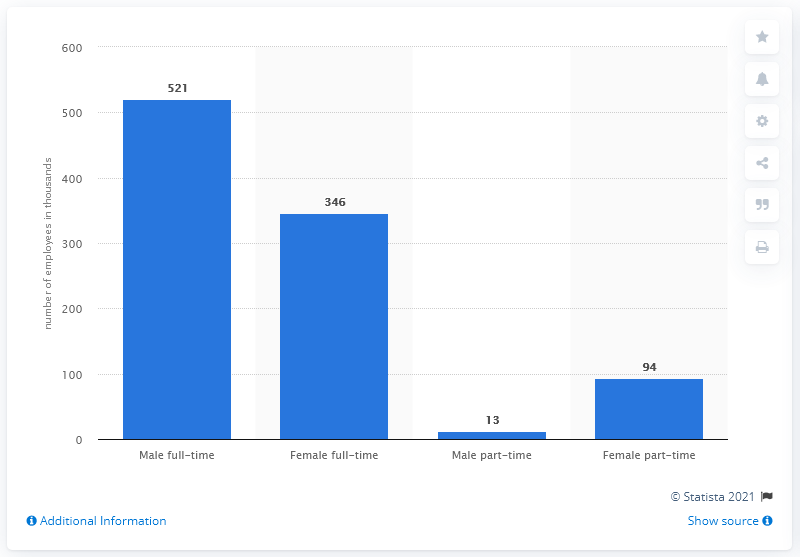 number of employees in thousands
600
500
400
300
200
100
0
521
346
13
94
Male full-time
Female full-time
Male part-time
Female part-time
© Statista 2021
Additional Information
Show source